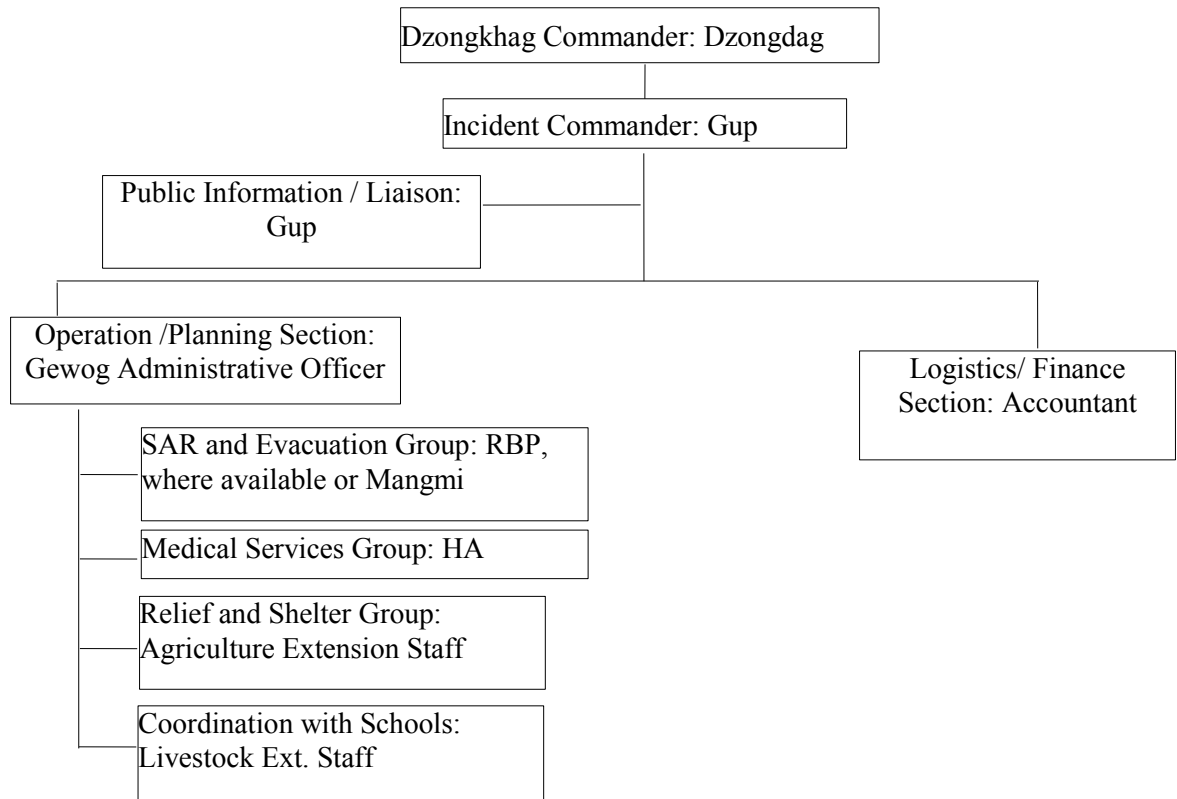 Dzongkhag Commander: Dzongdag
Incident Commander: Gup
Public Information / Liaison:
Gup
Operation /Planning Section:
Gewog Administrative Officer
Logistics/ Finance
Section: Accountant
SAR and Evacuation Group: RBP,
where available or Mangmi
Medical Services Group: HA
Relief and Shelter Group:
Agriculture Extension Staff
Coordination with Schools:
Livestock Ext. Staff